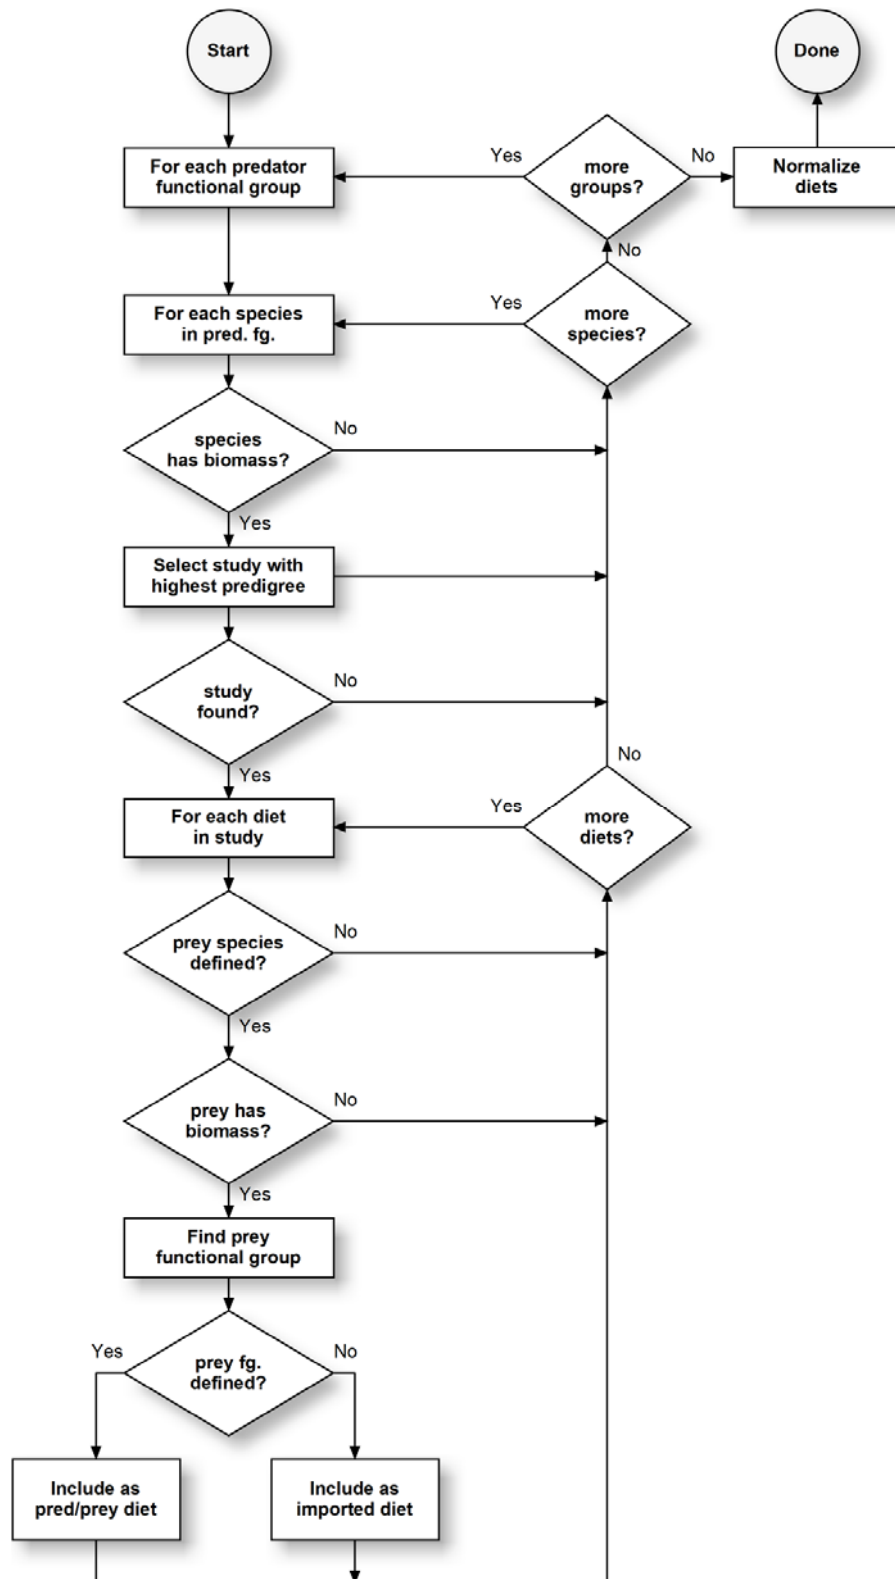 Start
Done
For each predator
functional group
Yes
more
groups?
No
Normalize
diets
No
For each species
in pred. fg.
Yes
more
species?
species
has biomass?
No
Yes
Select study with
highest predigree
study
found?
No
Yes
No
For each diet
in study
Yes
more
diets?
prey species
defined?
No
Yes
prey has
biomass?
No
Yes
Find prey
functional group
Yes
prey fg.
defined?
No
Include as
pred/prey diet
Include as
imported diet